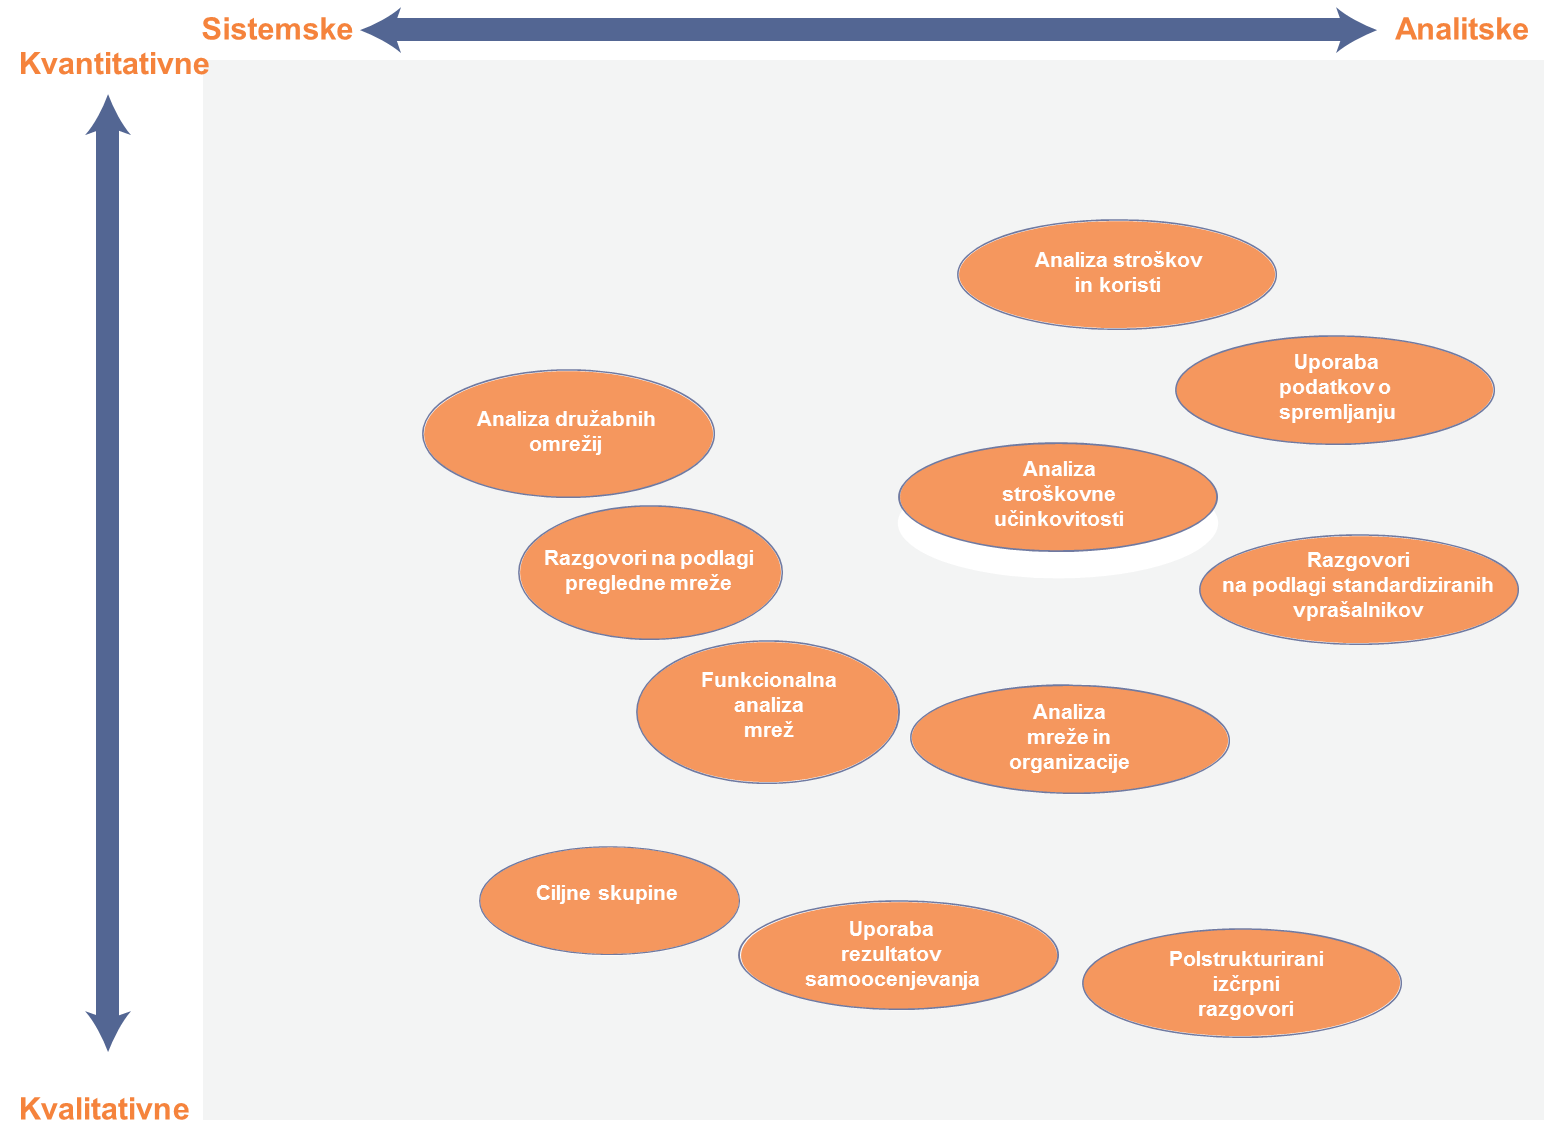 Sistemske
Analitske
Kvantitativne
Analiza stroškov
in koristi
Uporaba
podatkov o
spremljanju
Analiza družabnih
omrežij
Analiza
stroškovne
učinkovitosti
Razgovori na podlagi
pregledne mreže
Razgovori
na podlagi standardiziranih
vprašalnikov
Funkcionalna
analiza
mrež
Analiza
mreže in
organizacije
Ciljne skupine
Uporaba
rezultatov
samoocenjevanja
Polstrukturirani
izčrpni
razgovori
Kvalitativne